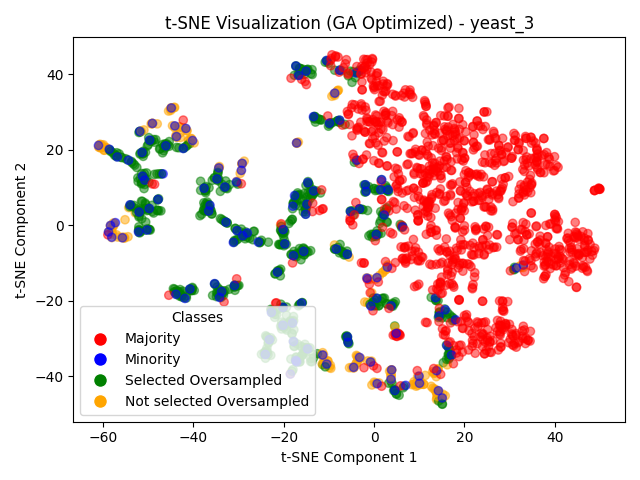 t-SNE Visualization (GA Optimized) - yeast_3
t-SNE Component 2
40
20
0
−20
−40
Classes
Majority
Minority
Selected Oversampled
Not selected Oversampled
−60
−40
−20
0
20
40
t-SNE Component 1